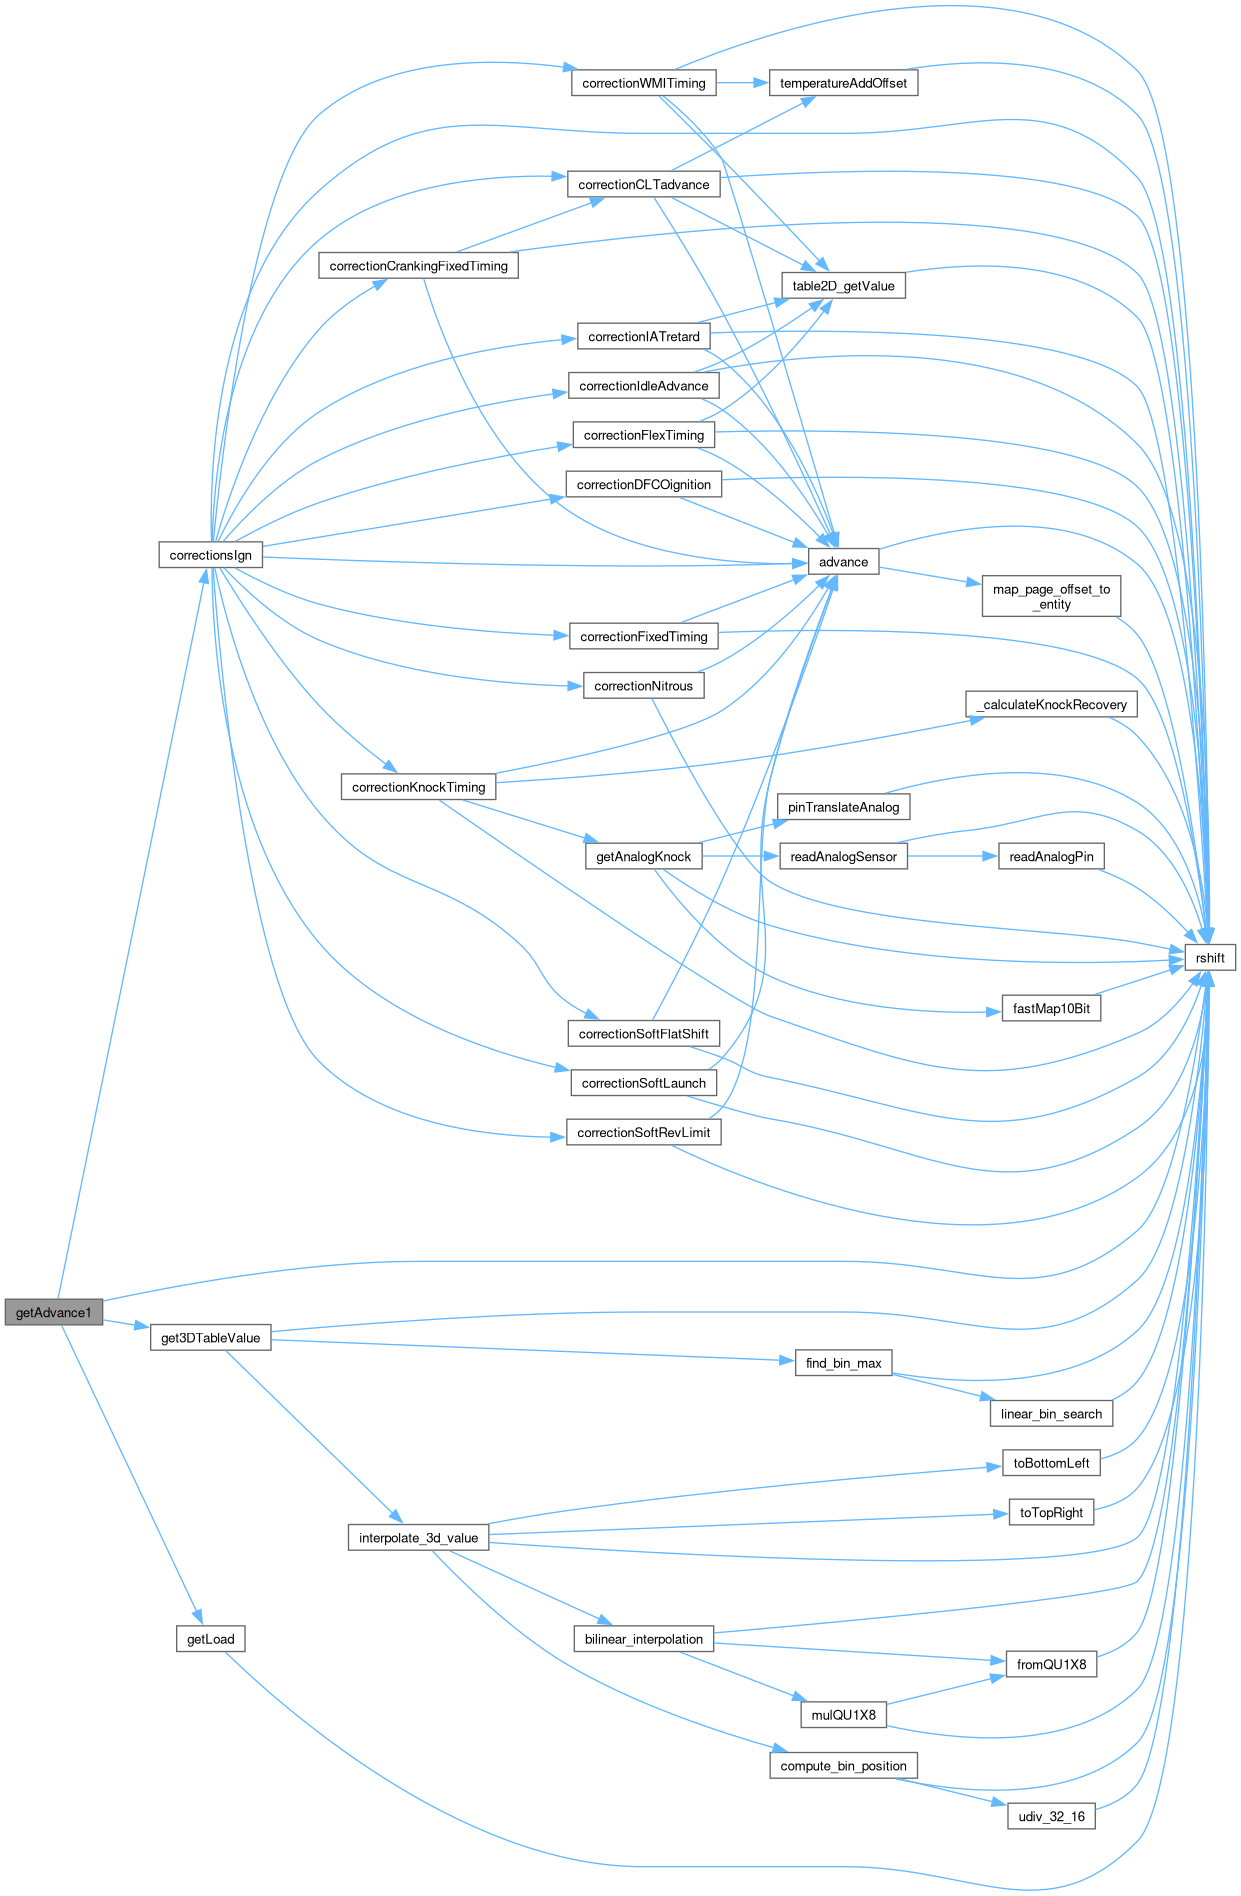 correctionWMITiming
temperatureAddOffset
correctionCLTadvance
correctionCrankingFixedTiming
table2D_getValue
correctionIATretard
correctionIdleAdvance
correctionFlexTiming
correctionDFCOignition
correctionsIgn
advance
map_page_offset_to
_entity
correctionFixedTiming
correctionNitrous
_calculateKnockRecovery
correctionKnockTiming
pinTranslateAnalog
getAnalogKnock
readAnalogSensor
readAnalogPin
rshift
fastMap10Bit
correctionSoftFlatShift
correctionSoftLaunch
correctionSoftRevLimit
getAdvance1
get3DTableValue
find_bin_max
linear_bin_search
toBottomLeft
toTopRight
interpolate_3d_value
getLoad
bilinear_interpolation
fromQU1X8
mulQU1X8
compute_bin_position
udiv_32_16